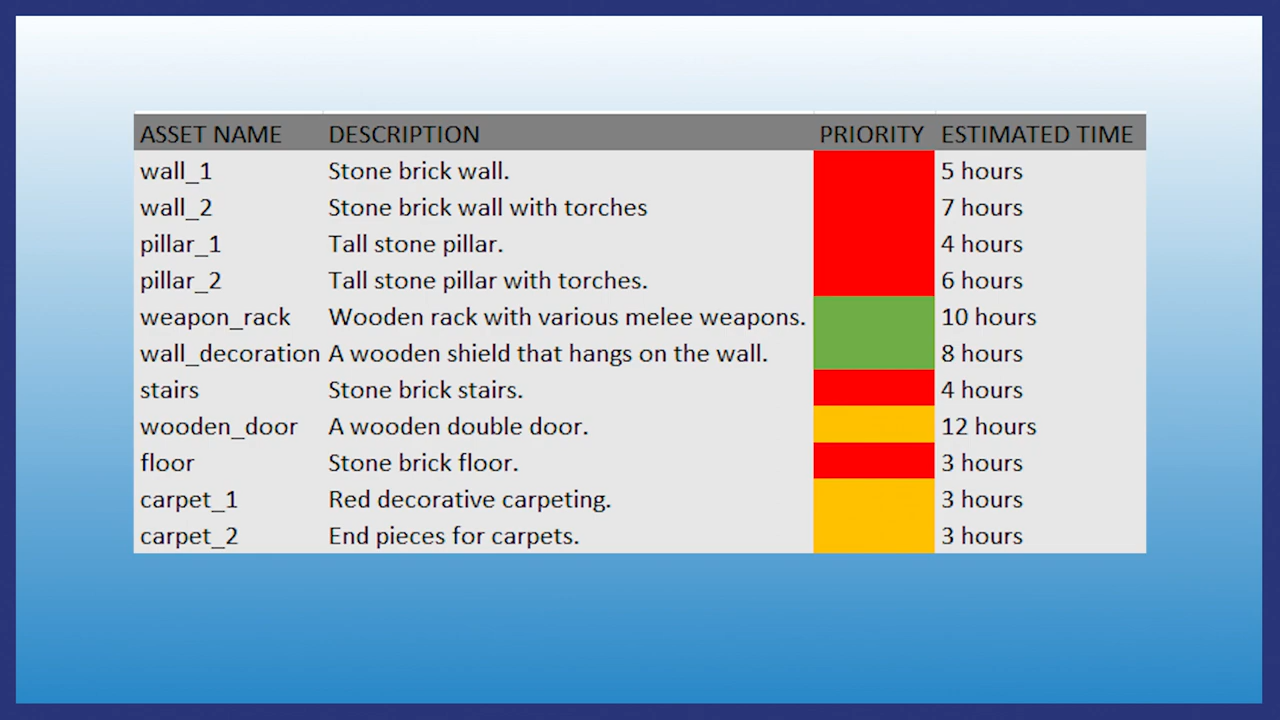 ASSET NAME DESCRIPTION PRIORITY ESTIMATED TIME
wall_1 Stone brick wall. 5 hours
wall_2 Stone brick wall with torches 7 hours
pillar_1 Tall stone pillar. 4 hours
pillar_2 Tall stone pillar with torches. 6 hours
weapon_rack Wooden rack with various melee weapons. 10 hours
wall_decoration A wooden shield that hangs on the wall. 8 hours
stairs Stone brick stairs. 4 hours
wooden_door A wooden double door. 12 hours
floor Stone brick floor. 3 hours
carpet_1 Red decorative carpeting. 3 hours
carpet_2 End pieces for carpets. 3 hours